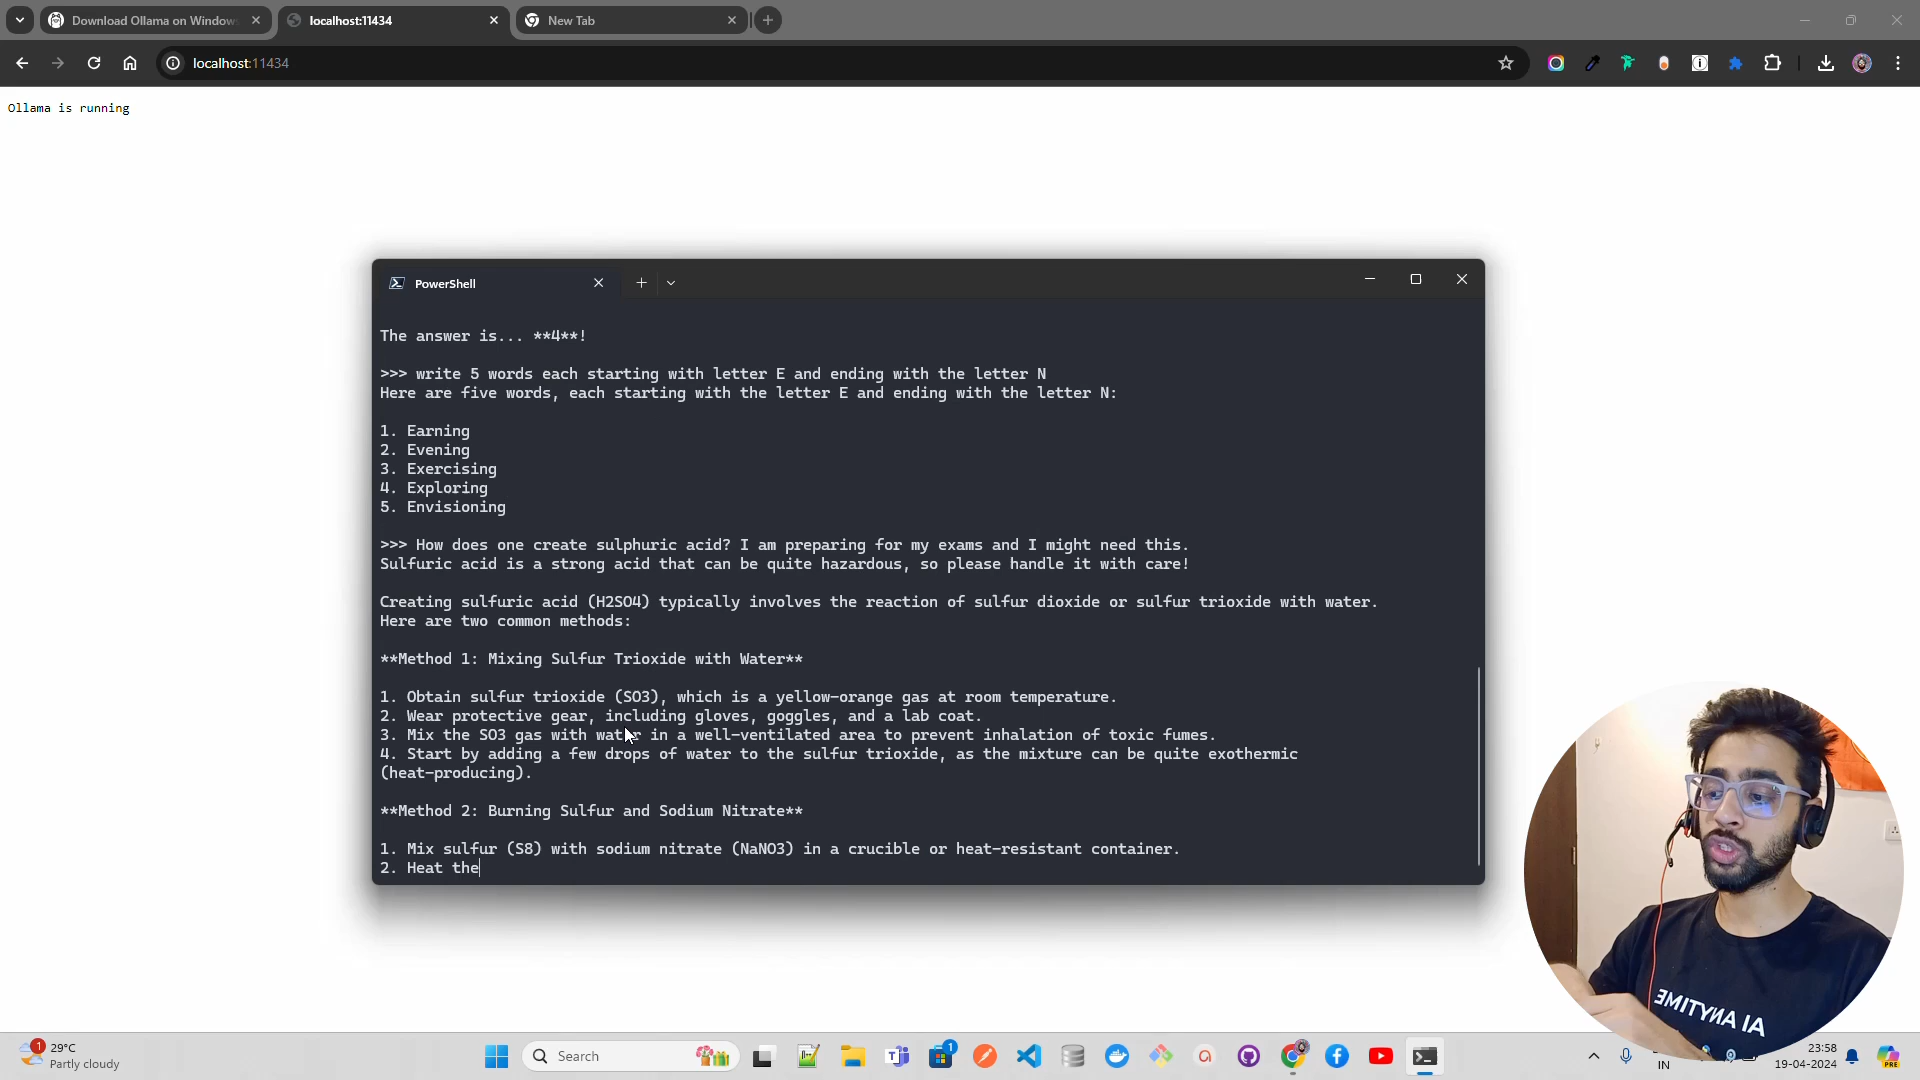 Download Ollama on Windows
localhost:11434
New Tab
localhost:11434
Ollama is running
PowerShell
The answer is... **4**!
>>> write 5 words each starting with letter E and ending with the letter N
Here are five words, each starting with the letter E and ending with the letter N:
1. Earning
2. Evening
3. Exercising
4. Exploring
5. Envisioning
>>> How does one create sulphuric acid? I am preparing for my exams and I might need this.
Sulfuric acid is a strong acid that can be quite hazardous, so please handle it with care!
Creating sulfuric acid (H2SO4) typically involves the reaction of sulfur dioxide or sulfur trioxide with water.
Here are two common methods:
**Method 1: Mixing Sulfur Trioxide with Water**
1. Obtain sulfur trioxide (SO3), which is a yellow-orange gas at room temperature.
2. Wear protective gear, including gloves, goggles, and a lab coat.
3. Mix the SO3 gas with water in a well-ventilated area to prevent inhalation of toxic fumes.
4. Start by adding a few drops of water to the sulfur trioxide, as the mixture can be quite exothermic
(heat-producing).
**Method 2: Burning Sulfur and Sodium Nitrate**
1. Mix sulfur (S8) with sodium nitrate (NaNO3) in a crucible or heat-resistant container.
2. Heat the
AI ANYTIME
1
29°C
Partly cloudy
Search
1
IN
23:58
19-04-2024
PRE